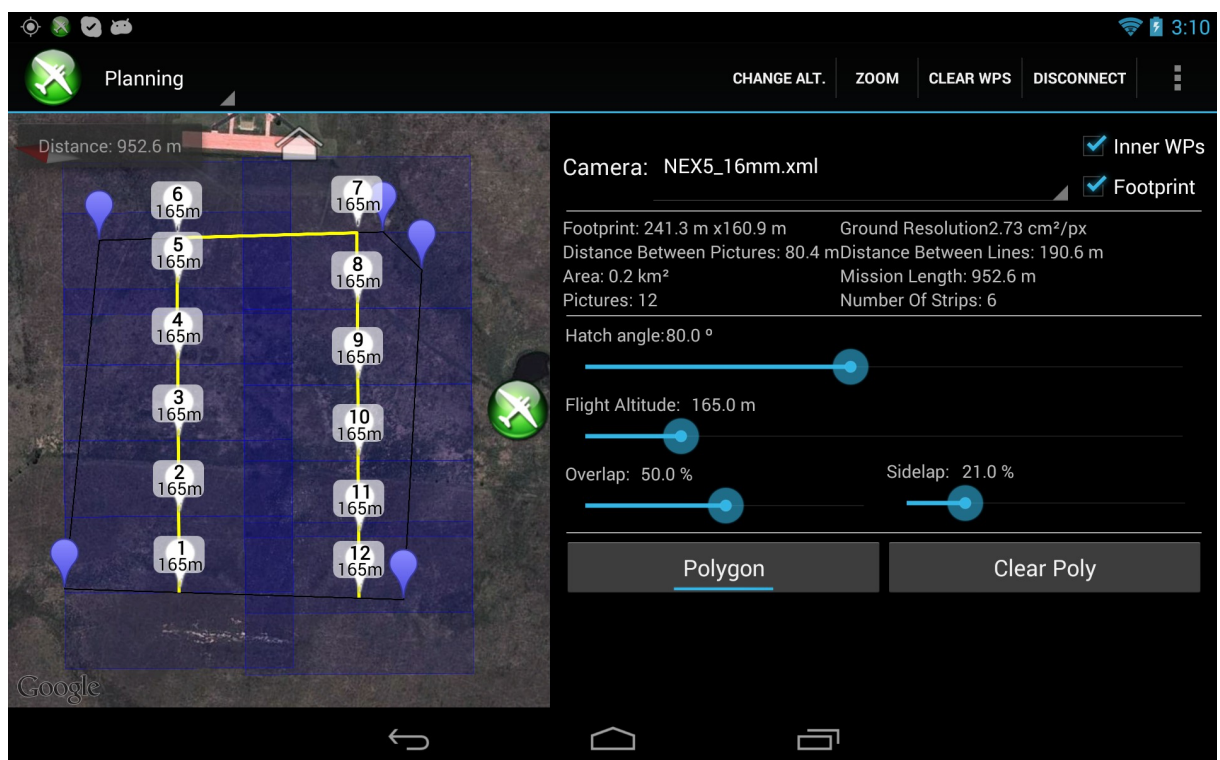 3:10
Planning
CHANGE ALT. ZOOM CLEAR WPS DISCONNECT
Distance: 952.6 m
Camera: NEX5_16mm.xml
Inner WPs
Footprint
Footprint: 241.3 m x160.9 m Ground Resolution2.73 cm²/px
Distance Between Pictures: 80.4 mDistance Between Lines: 190.6 m
Area: 0.2 km² Mission Length: 952.6 m
Pictures: 12 Number Of Strips: 6
Hatch angle:80.0 º
Flight Altitude: 165.0 m
Overlap: 50.0 % Sidelap: 21.0 %
Polygon Clear Poly
6
165m
7
165m
5
165m
8
165m
4
165m
9
165m
3
165m
10
165m
2
165m
11
165m
1
165m
12
165m
Google